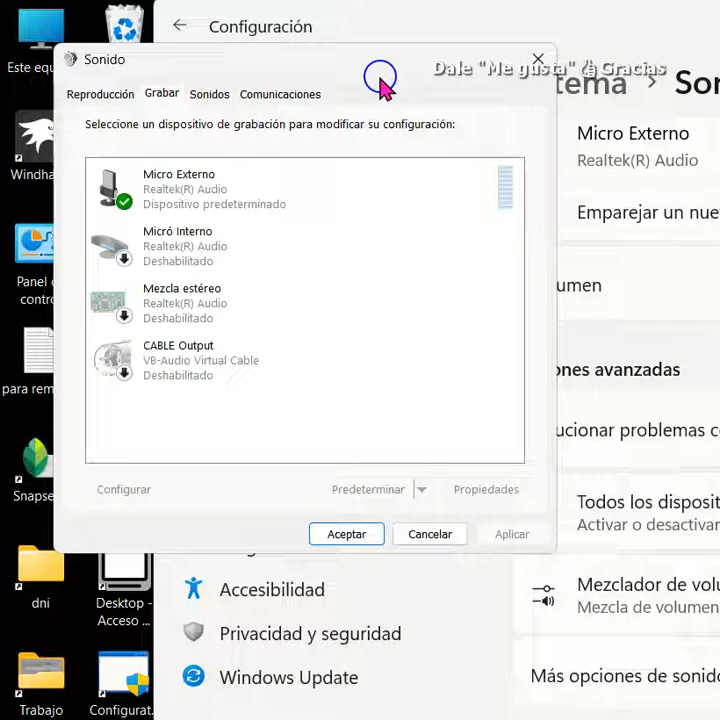 Este equ
Windha
Panel
contro
para rem
Snapse
dni
Desktop -
Acceso ...
Trabajo
Configurat.
Configuración
Sonido
Dale "Me gusta" Gracias
tema > Son
Reproducción Grabar Sonidos Comunicaciones
Seleccione un dispositivo de grabación para modificar su configuración:
Micro Externo
Realtek(R) Audio
Dispositivo predeterminado
Micró Interno
Realtek(R) Audio
Deshabilitado
Mezcla estéreo
Realtek(R) Audio
Deshabilitado
CABLE Output
VB-Audio Virtual Cable
Deshabilitado
Configurar Predeterminar Propiedades
Aceptar Cancelar Aplicar
Micro Externo
Realtek(R) Audio
Emparejar un nue
umen
ones avanzadas
ucionar problemas c
Todos los disposit
Activar o desactivar
Mezclador de volu
Mezcla de volumen
Más opciones de sonido
Accesibilidad
Privacidad y seguridad
Windows Update